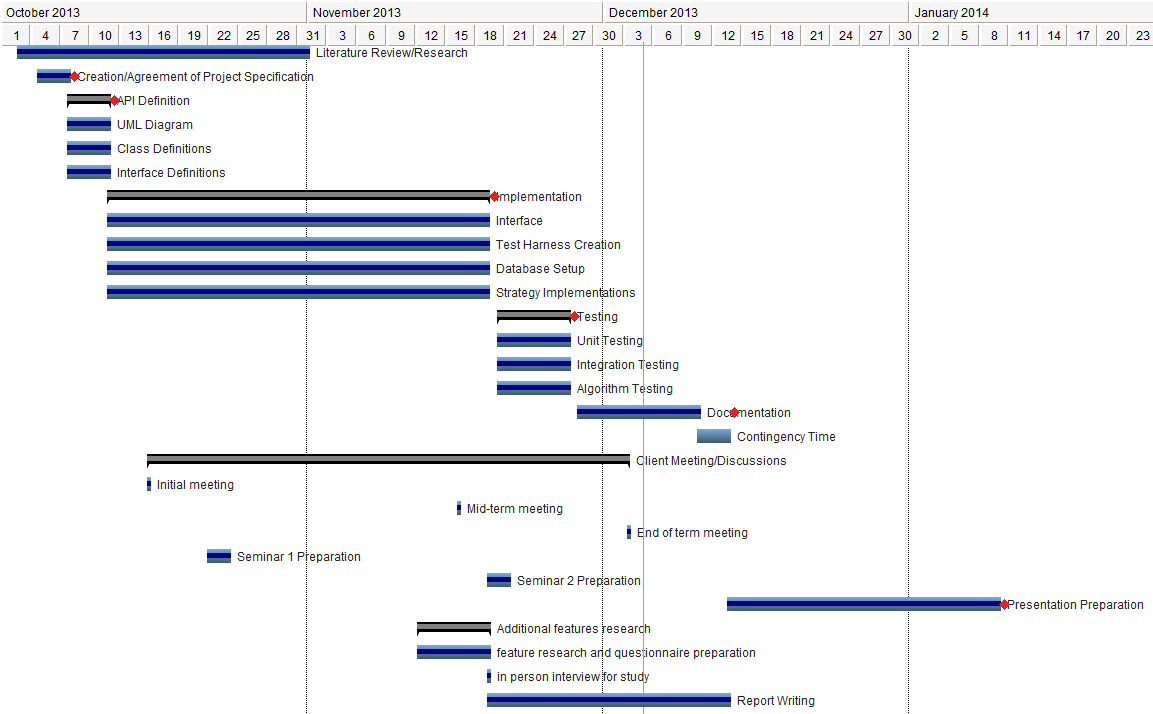 October 2013 November 2013 December 2013 January 2014
1 4 7 10 13 16 19 22 25 28 31 3 6 9 12 15 18 21 24 27 30 3 6 9 12 15 18 21 24 27 30 2 5 8 11 14 17 20 23
Literature Review/Research
Creation/Agreement of Project Specification
API Definition
UML Diagram
Class Definitions
Interface Definitions
Implementation
Interface
Test Harness Creation
Database Setup
Strategy Implementations
Testing
Unit Testing
Integration Testing
Algorithm Testing
Documentation
Contingency Time
Client Meeting/Discussions
Initial meeting
Mid-term meeting
End of term meeting
Seminar 1 Preparation
Seminar 2 Preparation
Presentation Preparation
Additional features research
feature research and questionnaire preparation
in person interview for study
Report Writing